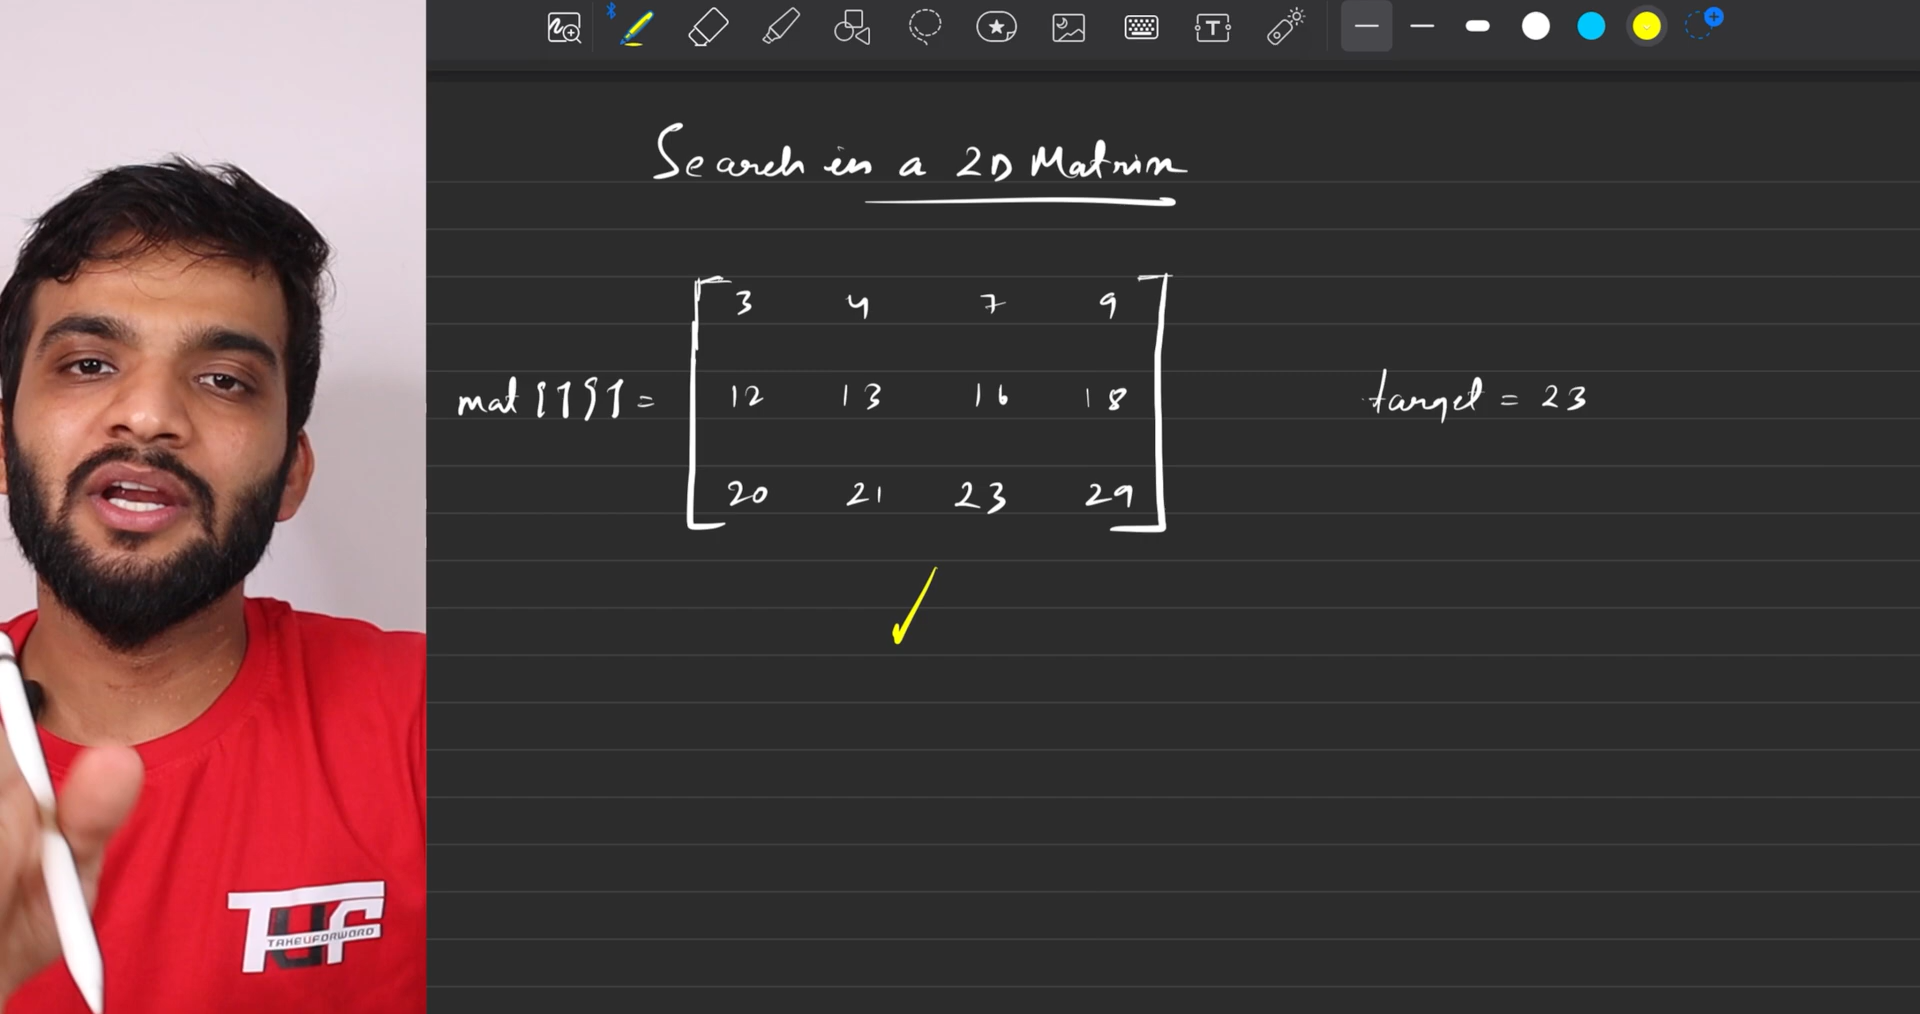 Search in a 2D Matrix
3 4 7 9
mat[][] = 12 13 16 18
target = 23
20 21 23 29
TUF
TAKEUFORWARD